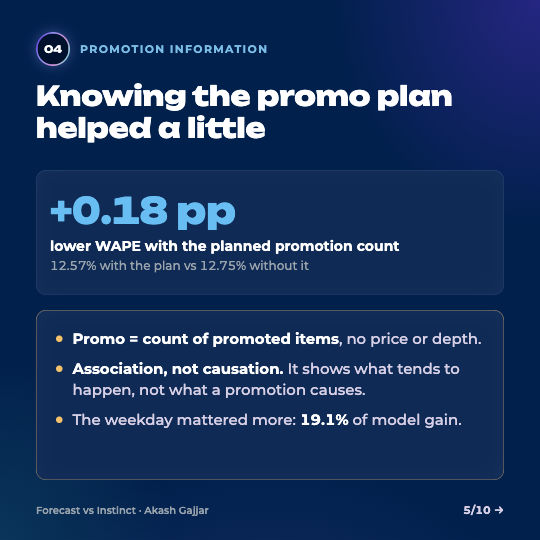 04 PROMOTION INFORMATION
Knowing the promo plan
helped a little
+0.18 pp
lower WAPE with the planned promotion count
12.57% with the plan vs 12.75% without it
• Promo = count of promoted items, no price or depth.
• Association, not causation. It shows what tends to
happen, not what a promotion causes.
• The weekday mattered more: 19.1% of model gain.
Forecast vs Instinct · Akash Gajjar
5/10 →